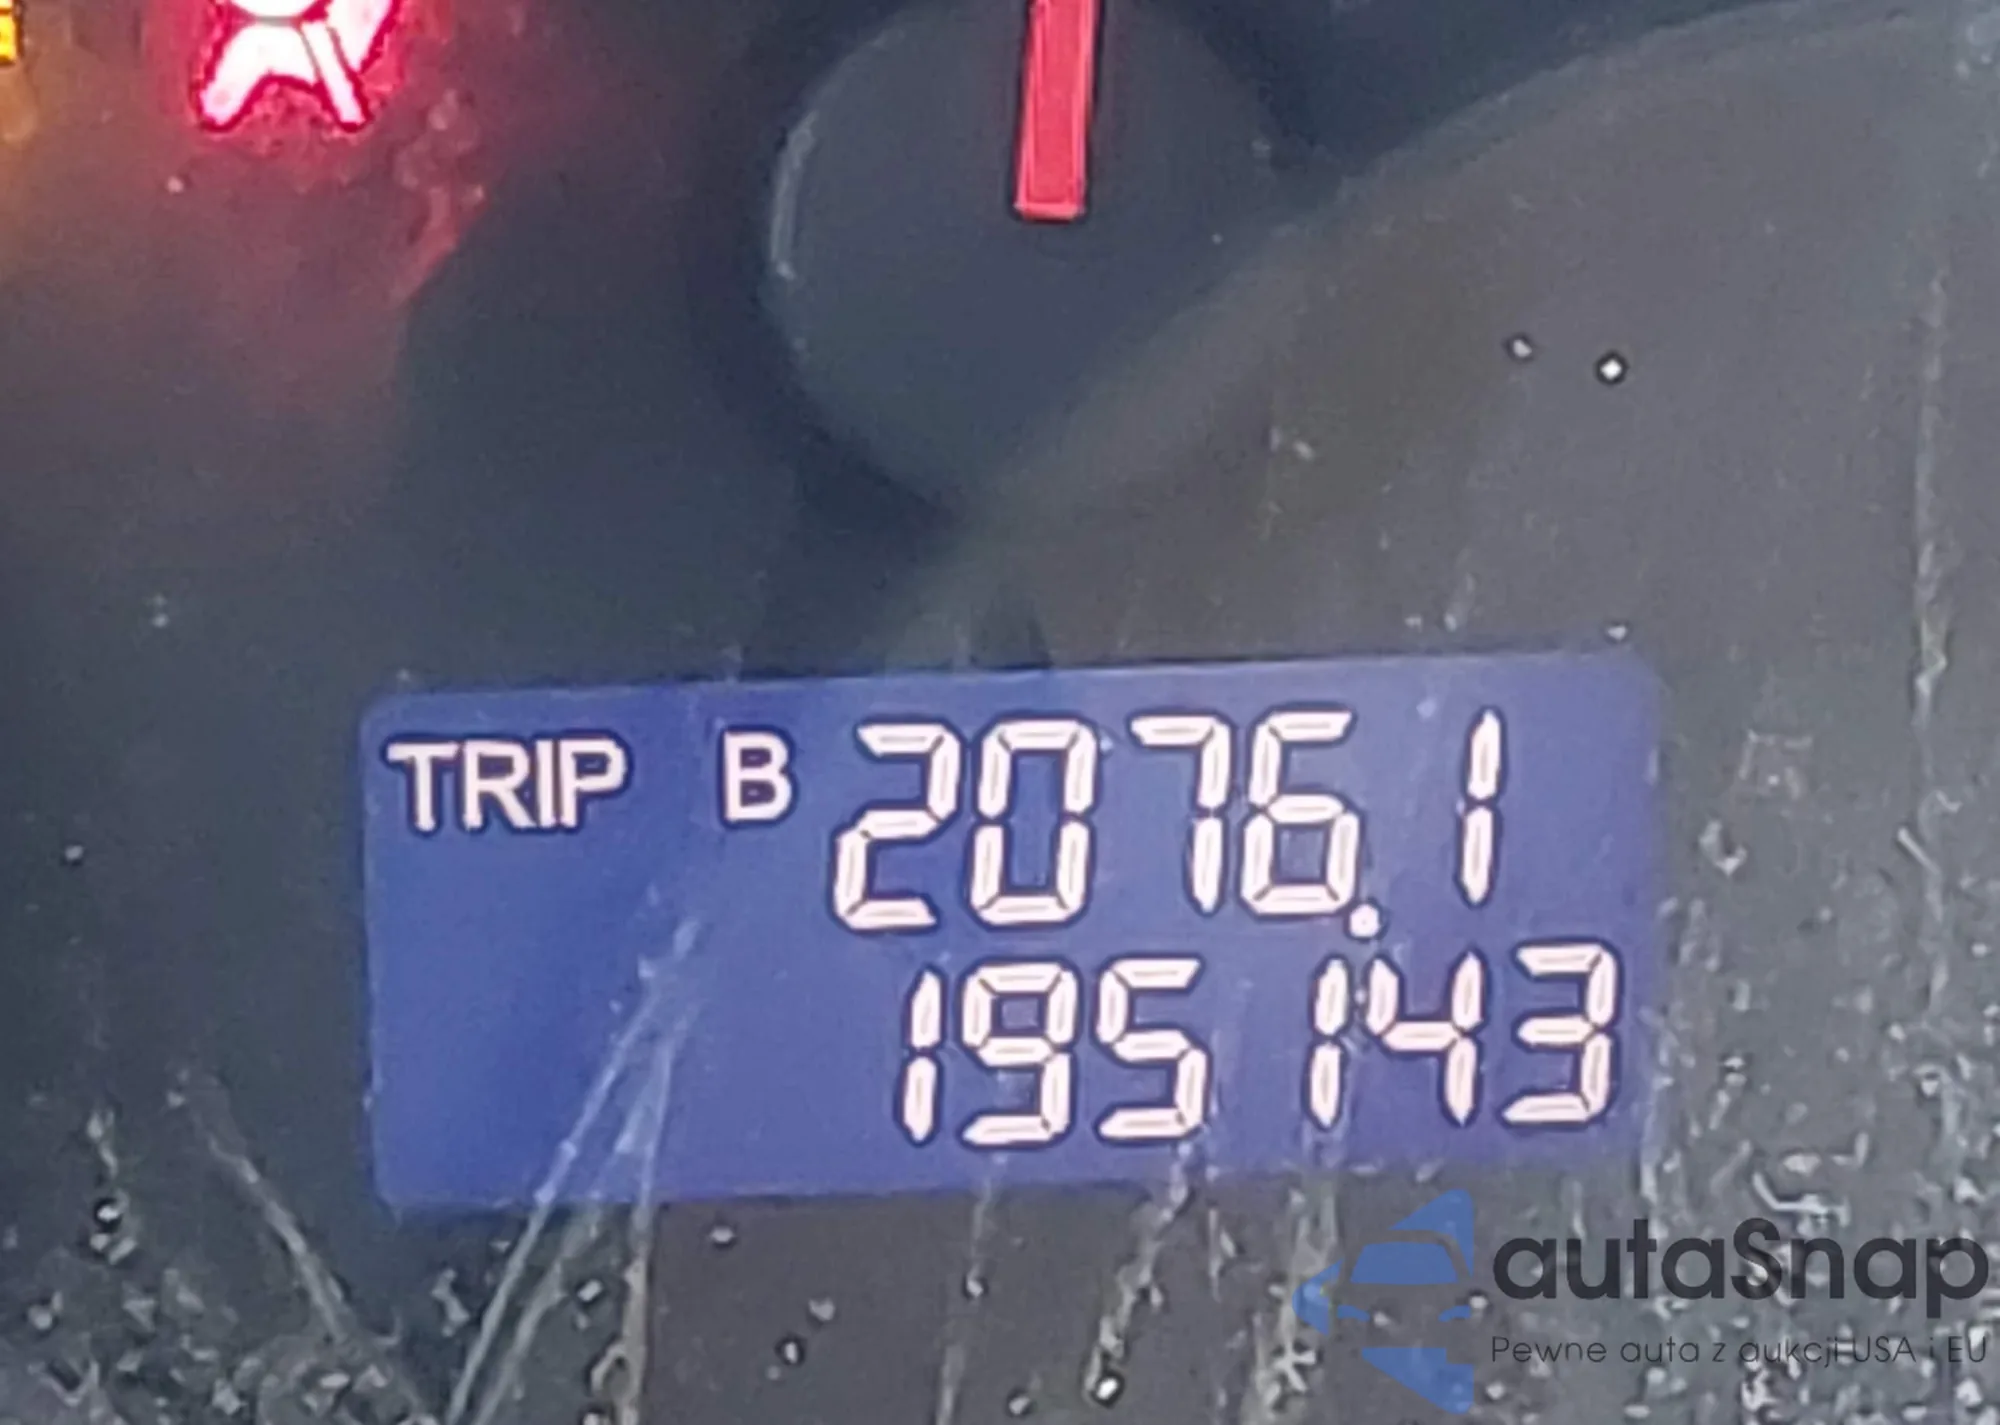 TRIP B 2076.1
195143
autaSnap
Pewne auta z aukcji USA i EU